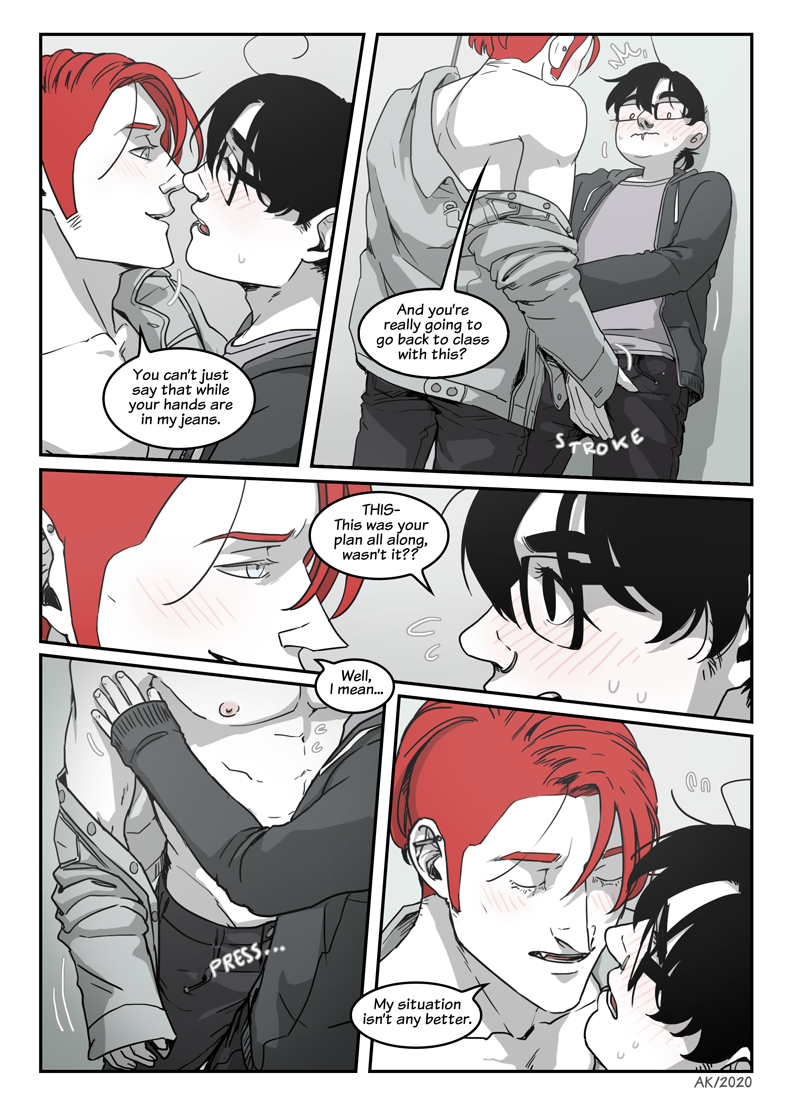 You can't just
say that while
your hands are
in my jeans.
And you're
really going to
go back to class
with this?
STROKE
THIS-
This was your
plan all along,
wasn't it??
Well,
I mean...
PRESS...
My situation
isn't any better.
AK/2020